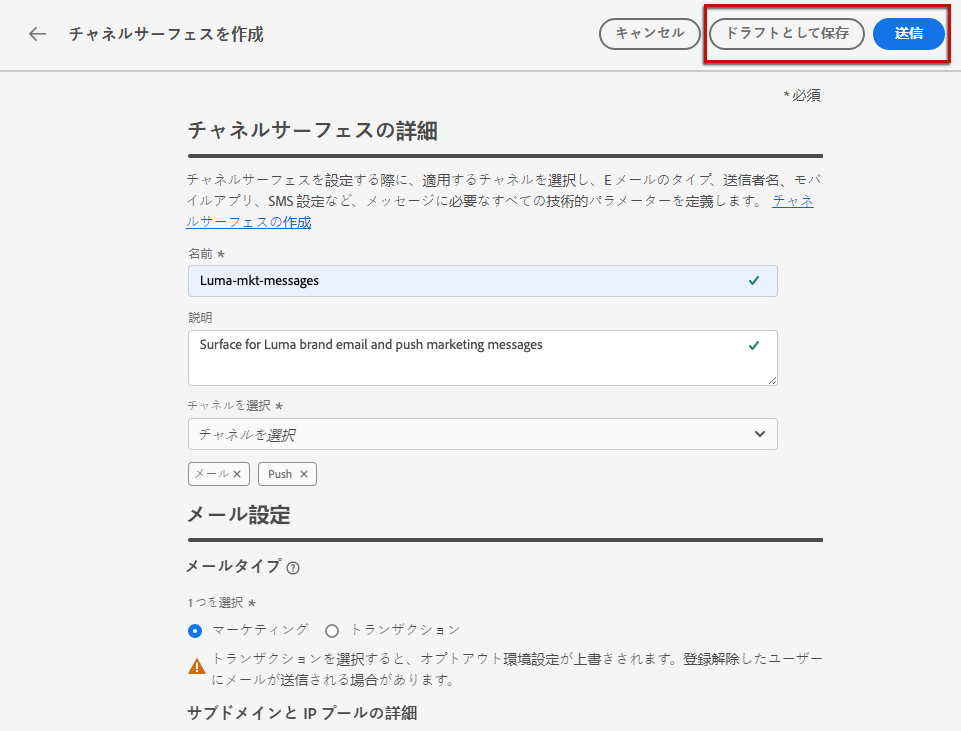 チャネルサーフェスを作成
キャンセル
ドラフトとして保存
送信
* 必須
チャネルサーフェスの詳細
チャネルサーフェスを設定する際に、適用するチャネルを選択し、E メールのタイプ、送信者名、モバ
イルアプリ、SMS 設定など、メッセージに必要なすべての技術的パラメーターを定義します。 チャネ
ルサーフェスの作成
名前 *
Luma-mkt-messages
説明
Surface for Luma brand email and push marketing messages
チャネルを選択 *
チャネルを選択
メール ×
Push ×
メール設定
メールタイプ ?
1 つを選択 *
マーケティング
トランザクション
トランザクションを選択すると、オプトアウト環境設定が上書きされます。登録解除したユーザー
にメールが送信される場合があります。
サブドメインと IP プールの詳細